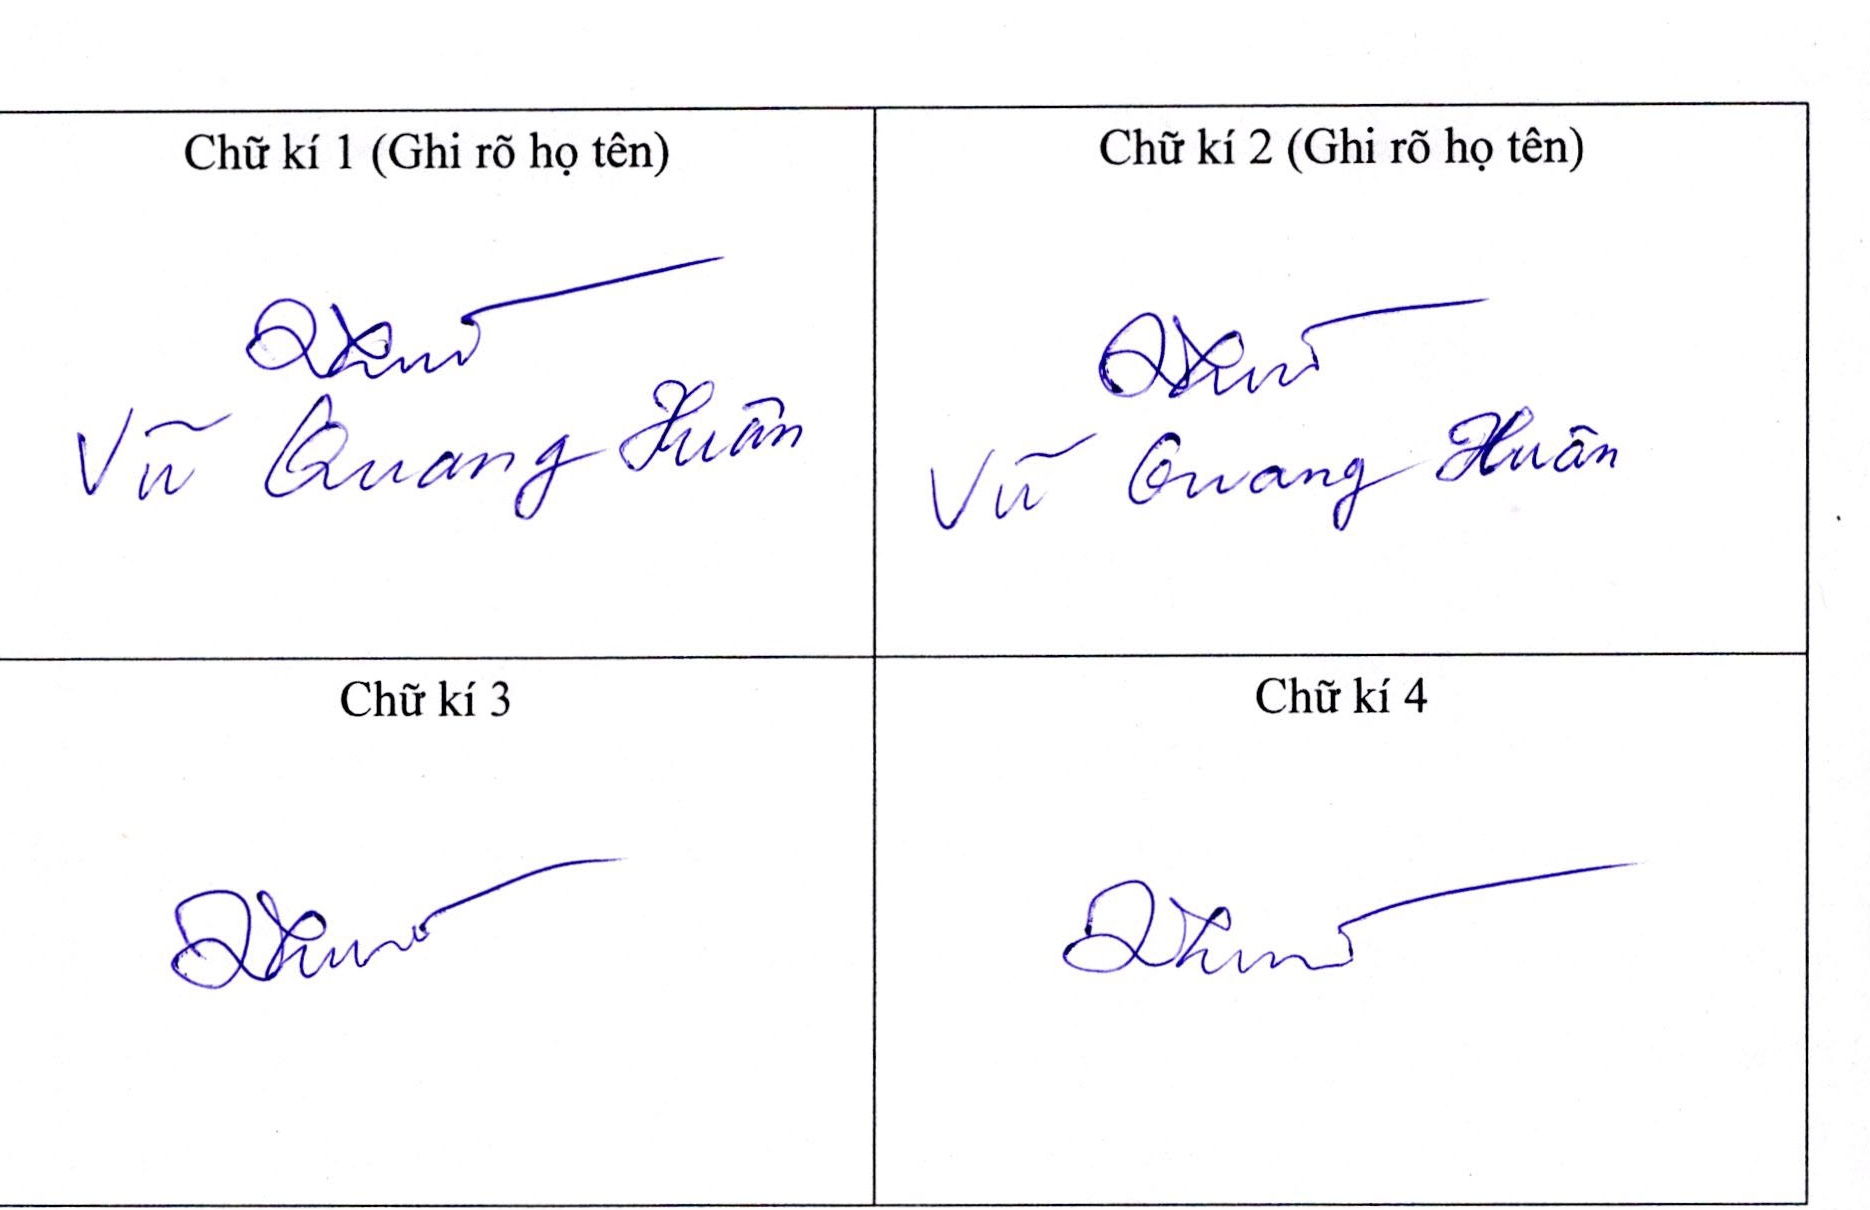 Chữ kí 1 (Ghi rõ họ tên)
Chữ kí 2 (Ghi rõ họ tên)
Vũ Quang Huân
Vũ Quang Huân
Chữ kí 3
Chữ kí 4